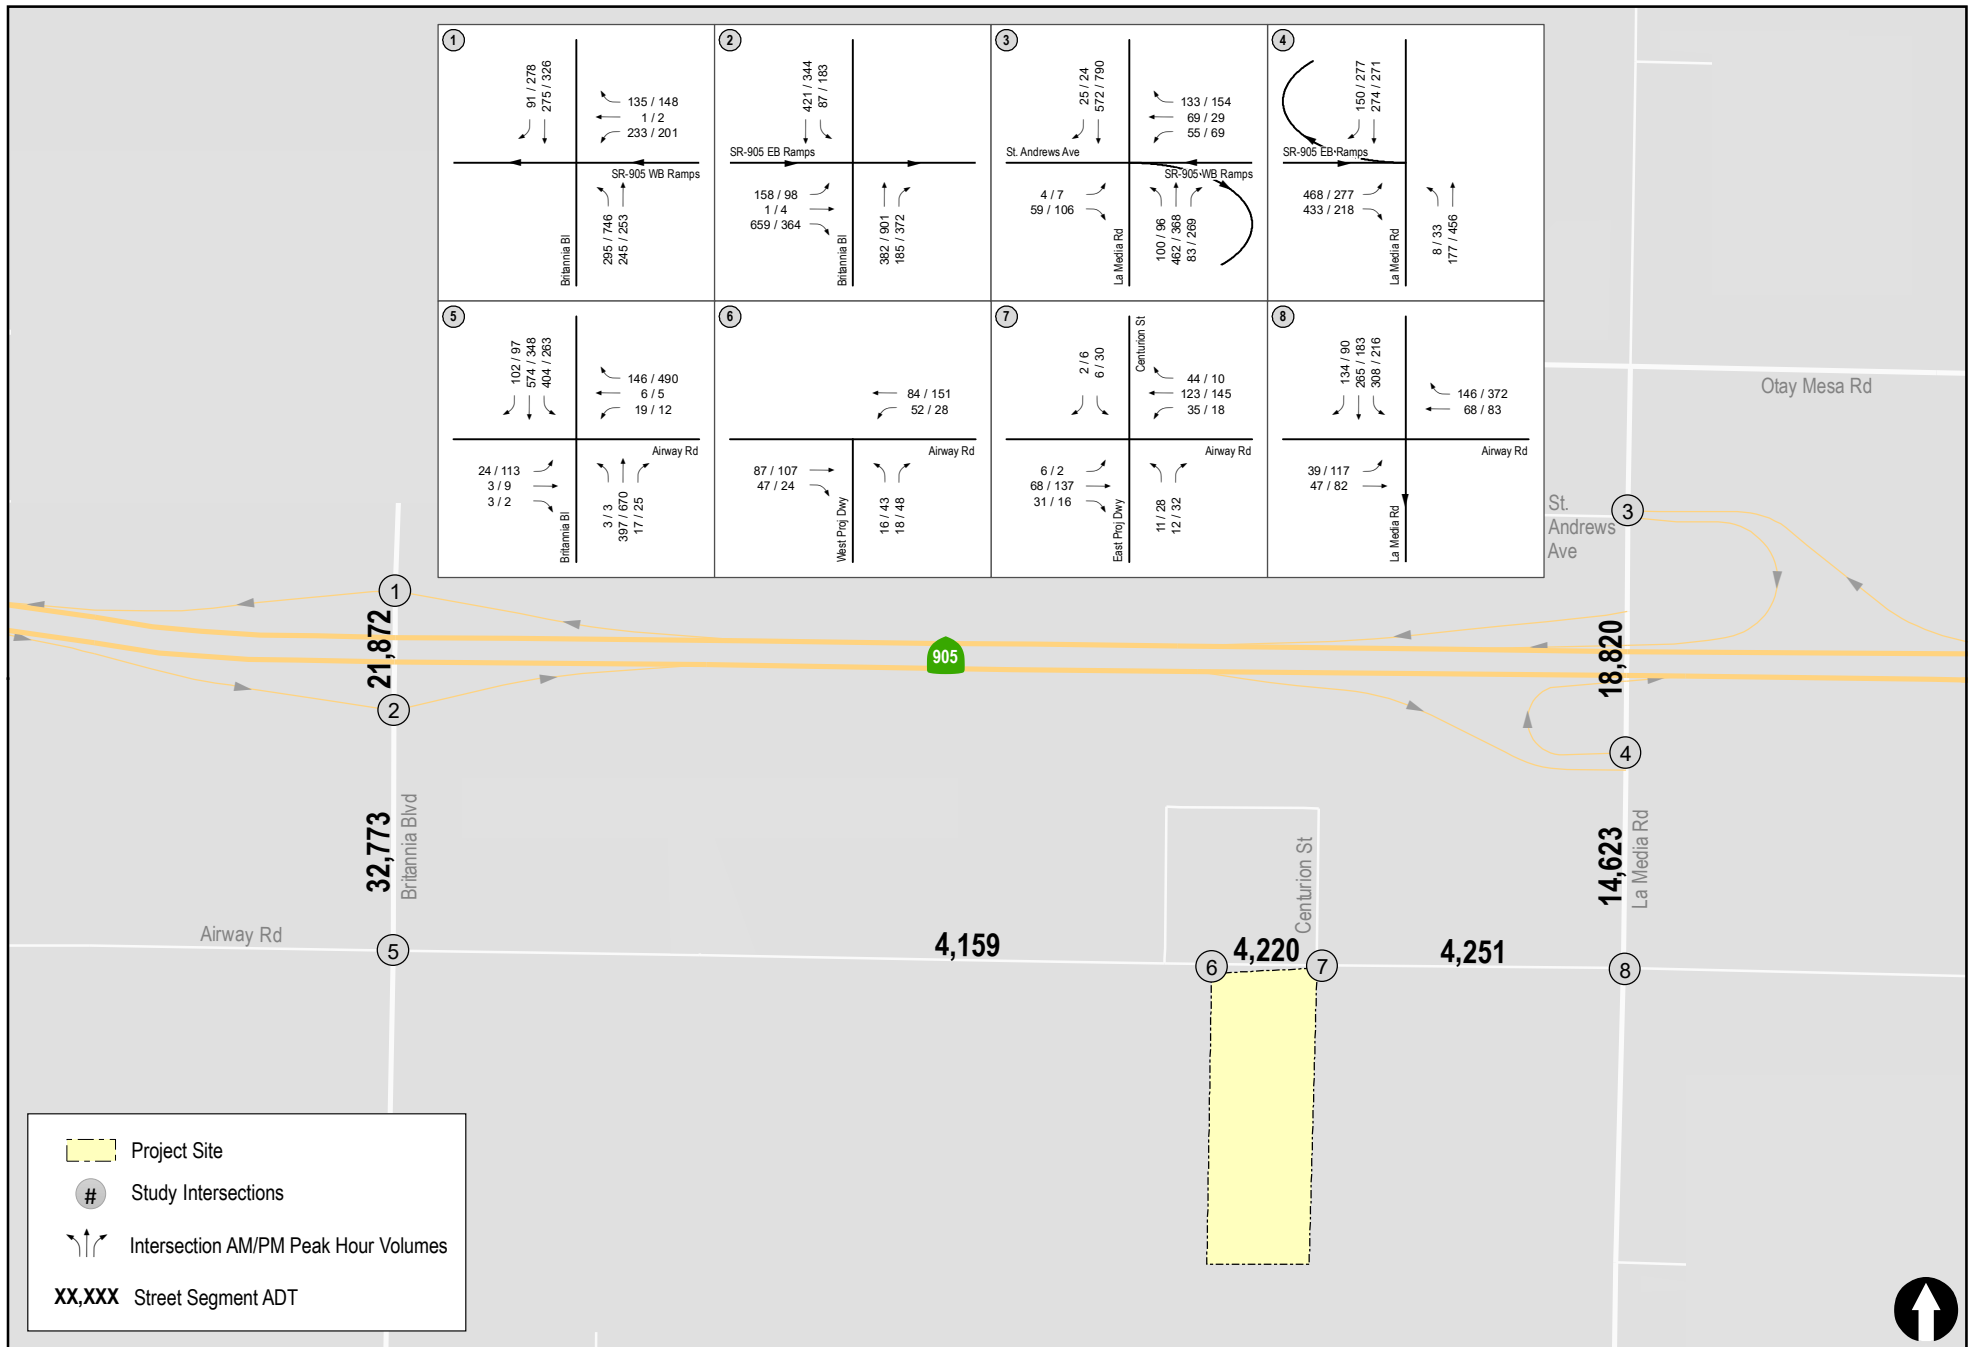 1
91 / 278
275 / 326
135 / 148
1 / 2
233 / 201
SR-905 WB Ramps
295 / 746
245 / 253
Britannia Bl
2
421 / 344
87 / 183
SR-905 EB Ramps
158 / 98
1 / 4
659 / 364
382 / 901
185 / 372
Britannia Bl
3
25 / 24
572 / 790
133 / 154
69 / 29
55 / 69
St. Andrews Ave
SR-905 WB Ramps
4 / 7
59 / 106
100 / 96
462 / 368
83 / 269
La Media Rd
4
150 / 277
274 / 271
SR-905 EB Ramps
468 / 277
433 / 218
8 / 33
177 / 456
La Media Rd
5
102 / 97
574 / 348
404 / 263
146 / 490
6 / 5
19 / 12
Airway Rd
24 / 113
3 / 9
3 / 2
3 / 3
397 / 670
17 / 25
Britannia Bl
6
84 / 151
52 / 28
Airway Rd
87 / 107
47 / 24
16 / 43
18 / 48
West Proj Dwy
7
2 / 6
6 / 30
Centurion St
44 / 10
123 / 145
35 / 18
Airway Rd
6 / 2
68 / 137
31 / 16
11 / 28
12 / 32
East Proj Dwy
8
134 / 90
265 / 183
308 / 216
146 / 372
68 / 83
Airway Rd
39 / 117
47 / 82
La Media Rd
Otay Mesa Rd
St.
Andrews
Ave
3
1
21,872
2
905
18,820
4
32,773
Britannia Blvd
14,623
La Media Rd
Centurion St
Airway Rd
5
4,159
6
4,220
7
4,251
8
Project Site
# Study Intersections
Intersection AM/PM Peak Hour Volumes
XX,XXX Street Segment ADT